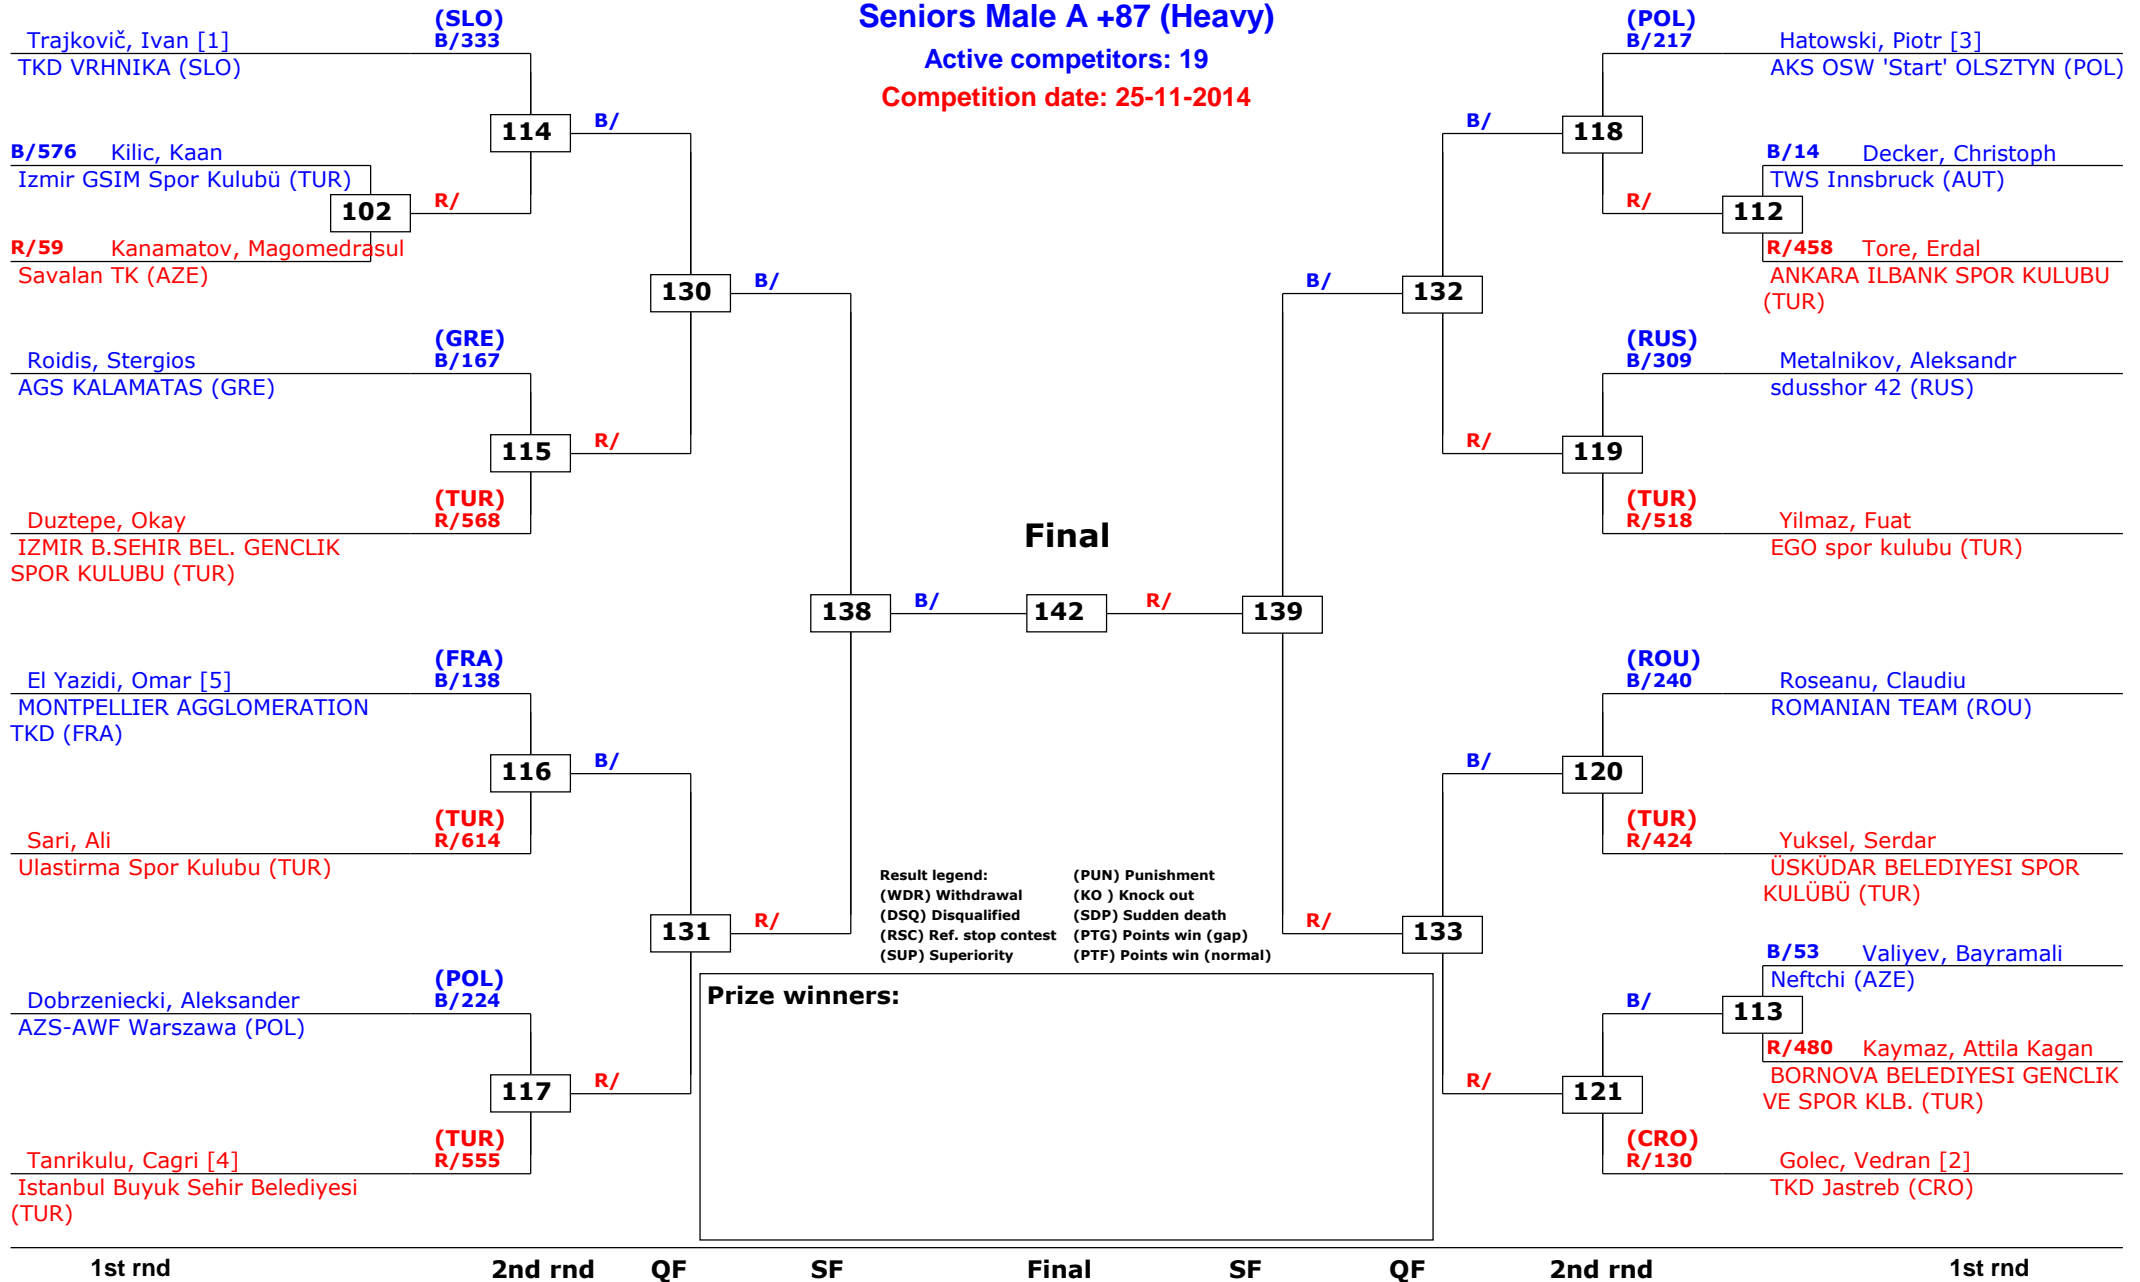 Seniors Male A +87 (Heavy)
Active competitors: 19
Competition date: 25-11-2014
(SLO)
Trajkovič, Ivan [1] B/333
TKD VRHNIKA (SLO)
114
B/
B/576 Kilic, Kaan
Izmir GSIM Spor Kulubü (TUR)
102
R/
R/59 Kanamatov, Magomedrasul
Savalan TK (AZE)
130
B/
(GRE)
Roidis, Stergios B/167
AGS KALAMATAS (GRE)
115
R/
(TUR)
Duztepe, Okay R/568
IZMIR B.SEHIR BEL. GENCLIK
SPOR KULUBU (TUR)
138
B/
(FRA)
El Yazidi, Omar [5] B/138
MONTPELLIER AGGLOMERATION
TKD (FRA)
116
B/
(TUR)
Sari, Ali R/614
Ulastirma Spor Kulubu (TUR)
131
R/
(POL)
Dobrzeniecki, Aleksander B/224
AZS-AWF Warszawa (POL)
117
R/
(TUR)
Tanrikulu, Cagri [4] R/555
Istanbul Buyuk Sehir Belediyesi
(TUR)
Final
142
R/
139
(POL)
B/217 Hatowski, Piotr [3]
AKS OSW 'Start' OLSZTYN (POL)
B/
118
B/14 Decker, Christoph
TWS Innsbruck (AUT)
R/
112
R/458 Tore, Erdal
ANKARA ILBANK SPOR KULUBU
(TUR)
B/
132
(RUS)
B/309 Metalnikov, Aleksandr
sdusshor 42 (RUS)
R/
119
(TUR)
R/518 Yilmaz, Fuat
EGO spor kulubu (TUR)
(ROU)
B/240 Roseanu, Claudiu
ROMANIAN TEAM (ROU)
B/
120
(TUR)
R/424 Yuksel, Serdar
ÜSKÜDAR BELEDIYESI SPOR
KULÜBÜ (TUR)
R/
133
B/53 Valiyev, Bayramali
Neftchi (AZE)
B/
113
R/480 Kaymaz, Attila Kagan
BORNOVA BELEDIYESI GENCLIK
VE SPOR KLB. (TUR)
R/
121
(CRO)
R/130 Golec, Vedran [2]
TKD Jastreb (CRO)
Result legend: (PUN) Punishment
(WDR) Withdrawal (KO ) Knock out
(DSQ) Disqualified (SDP) Sudden death
(RSC) Ref. stop contest (PTG) Points win (gap)
(SUP) Superiority (PTF) Points win (normal)
Prize winners:
1st rnd 2nd rnd QF SF Final SF QF 2nd rnd 1st rnd